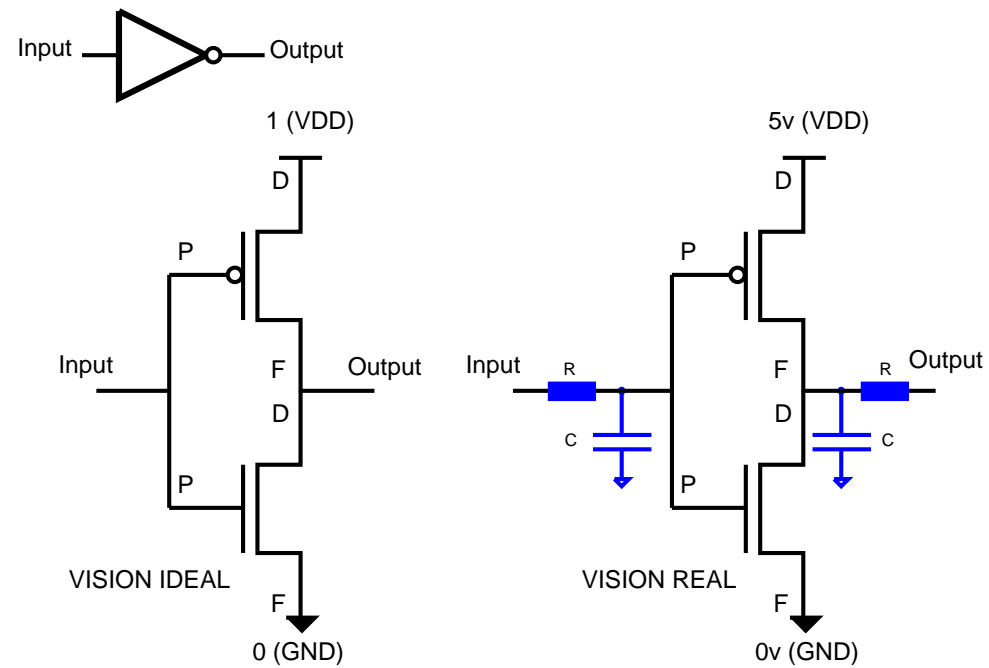 Input Output
1 (VDD)
D
P
Input
F
Output
D
P
VISION IDEAL
F
0 (GND)
5v (VDD)
D
P
Input
R
C
F
D
R
Output
C
P
VISION REAL
F
0v (GND)